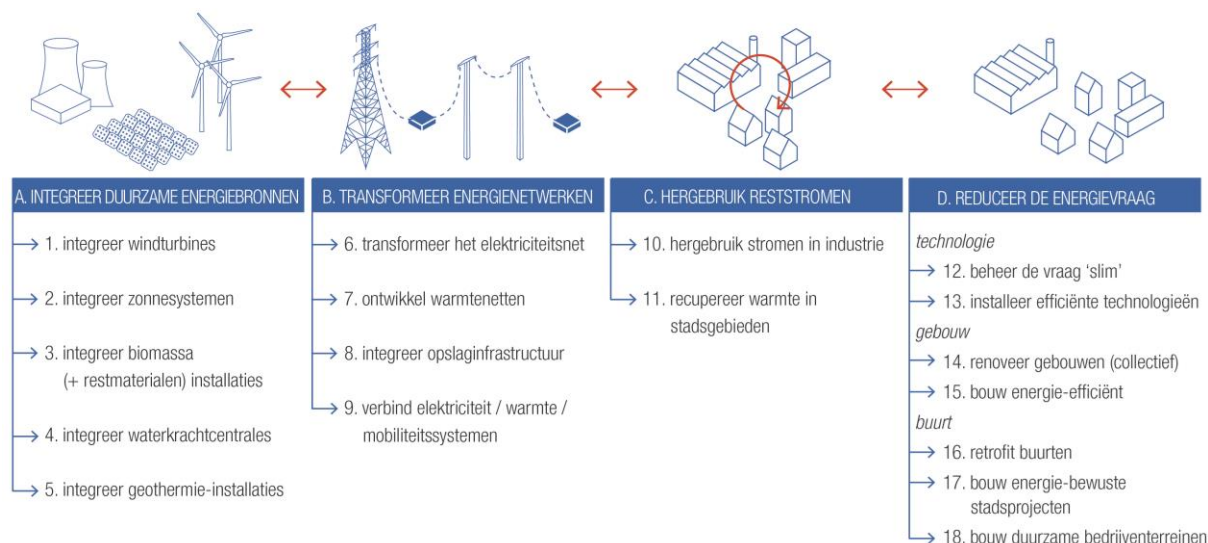 A. INTEGREER DUURZAME ENERGIEBRONNEN
1. integreer windturbines
2. integreer zonnesystemen
3. integreer biomassa
(+ restmaterialen) installaties
4. integreer waterkrachtcentrales
5. integreer geothermie-installaties
B. TRANSFORMEER ENERGIENETWERKEN
6. transformeer het elektriciteitsnet
7. ontwikkel warmtenetten
8. integreer opslaginfrastructuur
9. verbind elektriciteit / warmte /
mobiliteitssystemen
C. HERGEBRUIK RESTSTROMEN
10. hergebruik stromen in industrie
11. recupereer warmte in
stadsgebieden
D. REDUCEER DE ENERGIEVRAAG
technologie
12. beheer de vraag ‘slim’
13. installeer efficiënte technologieën
gebouw
14. renoveer gebouwen (collectief)
15. bouw energie-efficiënt
buurt
16. retrofit buurten
17. bouw energie-bewuste
stadsprojecten
18. bouw duurzame bedrijventerreinen